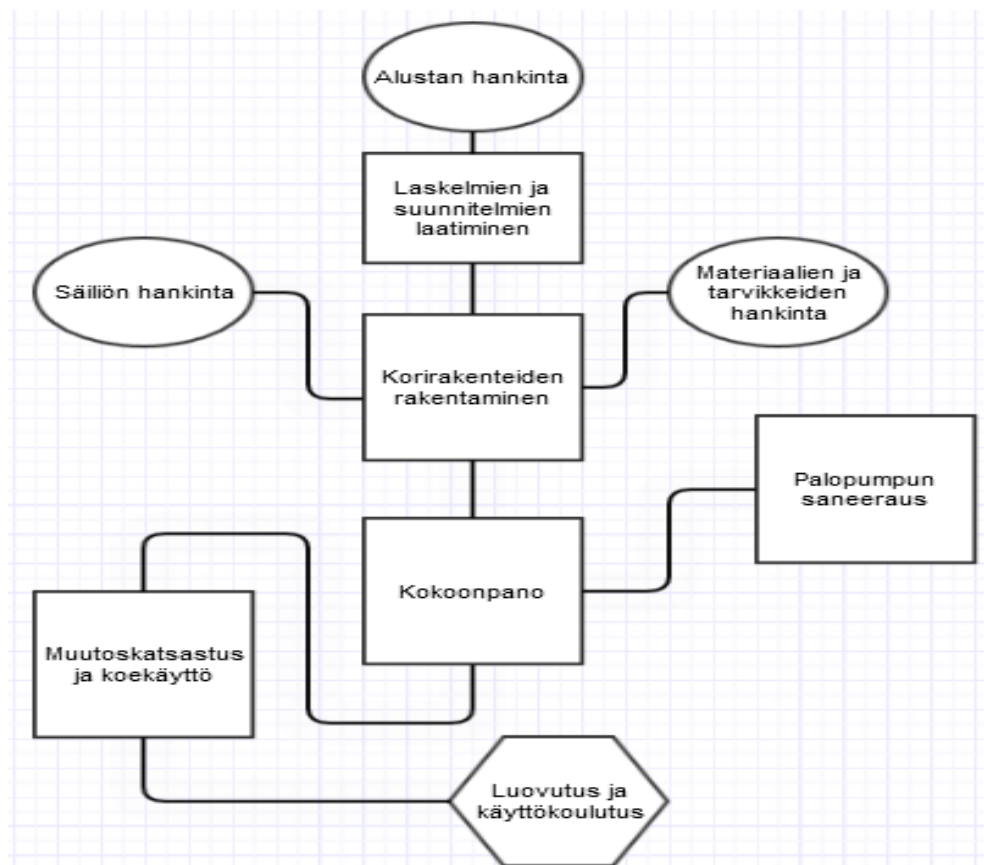 Alustan hankinta
Laskelmien ja
suunnitelmien
laatiminen
Säiliön hankinta
Materiaalien ja
tarvikkeiden
hankinta
Korirakenteiden
rakentaminen
Palopumpun
saneeraus
Kokoonpano
Muutoskatsastus
ja koekäyttö
Luovutus ja
käyttökoulutus